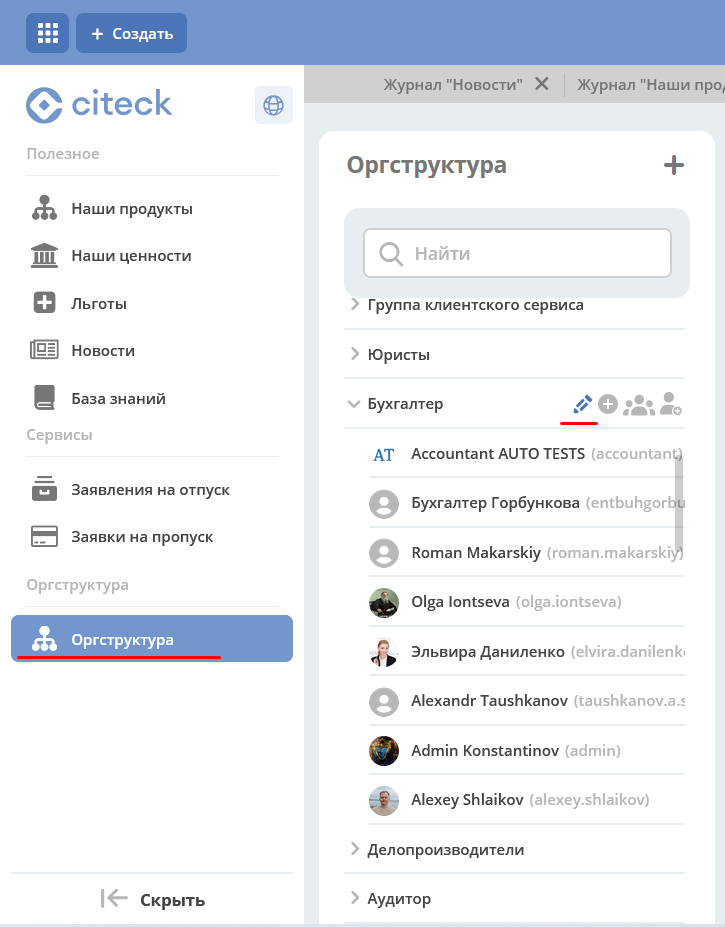 + Создать
citeck
Журнал "Новости"
Журнал "Наши
Полезное
Наши продукты
Наши ценности
Льготы
Новости
База знаний
Сервисы
Заявления на отпуск
Заявки на пропуск
Оргструктура
Оргструктура
Скрыть
Оргструктура
Найти
Группа клиентского сервиса
Юристы
Бухгалтер
AT Accountant AUTO TESTS (accountant)
Бухгалтер Горбункова (entbuhgorbu
Roman Makarskiy (roman.makarskiy)
Olga Iontseva (olga.iontseva)
Эльвира Даниленко (elvira.danilenk
Alexandr Taushkanov (taushkanov.a.s
Admin Konstantinov (admin)
Alexey Shlaikov (alexey.shlaikov)
Делопроизводители
Аудитор